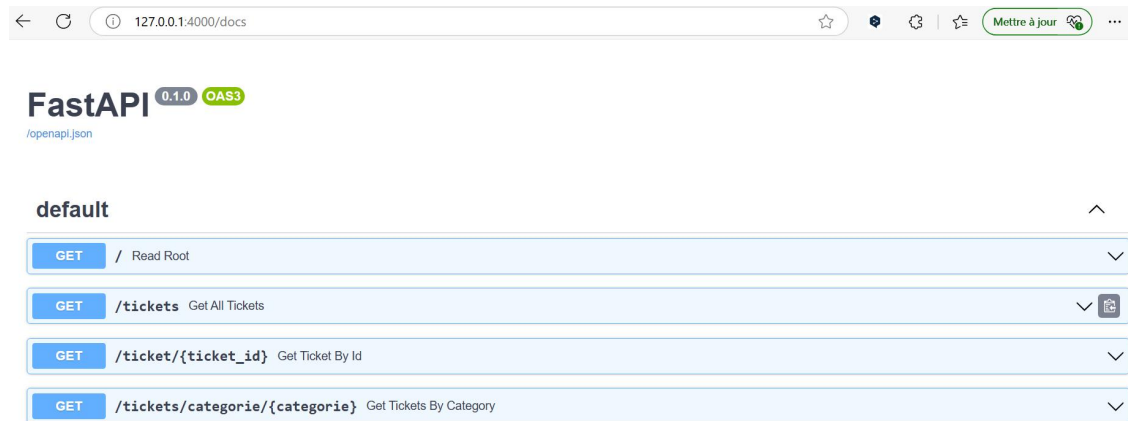 127.0.0.1:4000/docs Mettre à jour
FastAPI 0.1.0 OAS3
/openapi.json
default
GET / Read Root
GET /tickets Get All Tickets
GET /ticket/{ticket_id} Get Ticket By Id
GET /tickets/categorie/{categorie} Get Tickets By Category